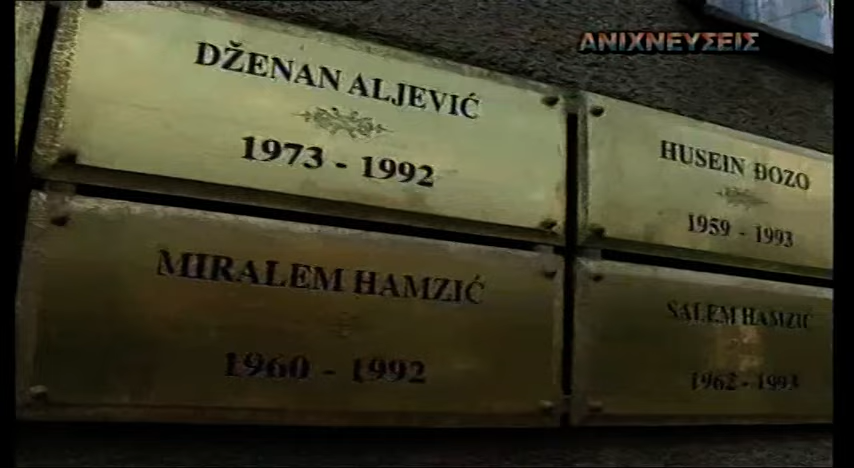 ΑΝΙΧΝΕΥΣΕΙΣ
DŽENAN ALJEVIĆ
1973 - 1992
HUSEIN ĐOZO
1959 - 1993
MIRALEM HAMZIĆ
1960 - 1992
SALEM HAMZIĆ
1962 - 1993